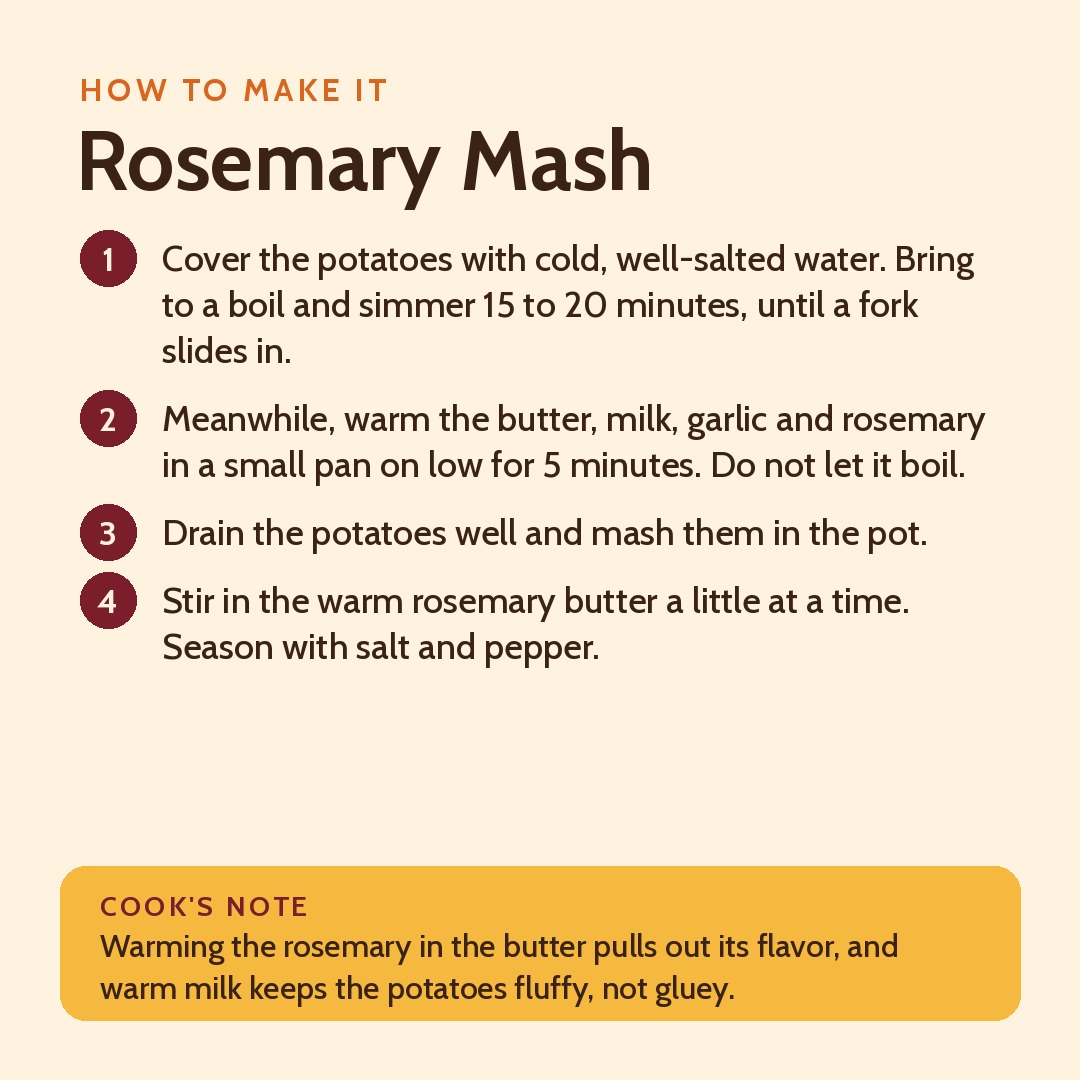 HOW TO MAKE IT
Rosemary Mash
1 Cover the potatoes with cold, well-salted water. Bring
to a boil and simmer 15 to 20 minutes, until a fork
slides in.
2 Meanwhile, warm the butter, milk, garlic and rosemary
in a small pan on low for 5 minutes. Do not let it boil.
3 Drain the potatoes well and mash them in the pot.
4 Stir in the warm rosemary butter a little at a time.
Season with salt and pepper.
COOK'S NOTE
Warming the rosemary in the butter pulls out its flavor, and
warm milk keeps the potatoes fluffy, not gluey.